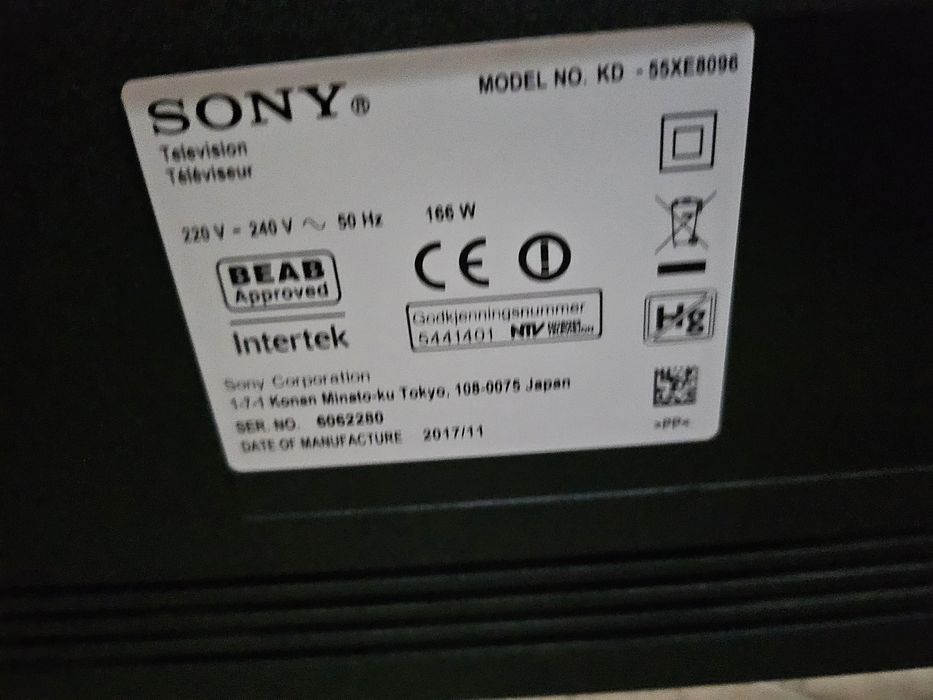 SONY®
MODEL NO. KD - 55XE8096
Television
Téléviseur
220 V - 240 V ~ 50 Hz 166 W
BEAB
Approved
CE
Intertek
Godkjenningsnummer
5441401
Hg
Sony Corporation
1-7-1 Konan Minato-ku Tokyo, 108-0075 Japan
SER. NO. 6062280
DATE OF MANUFACTURE 2017/11
>PP<